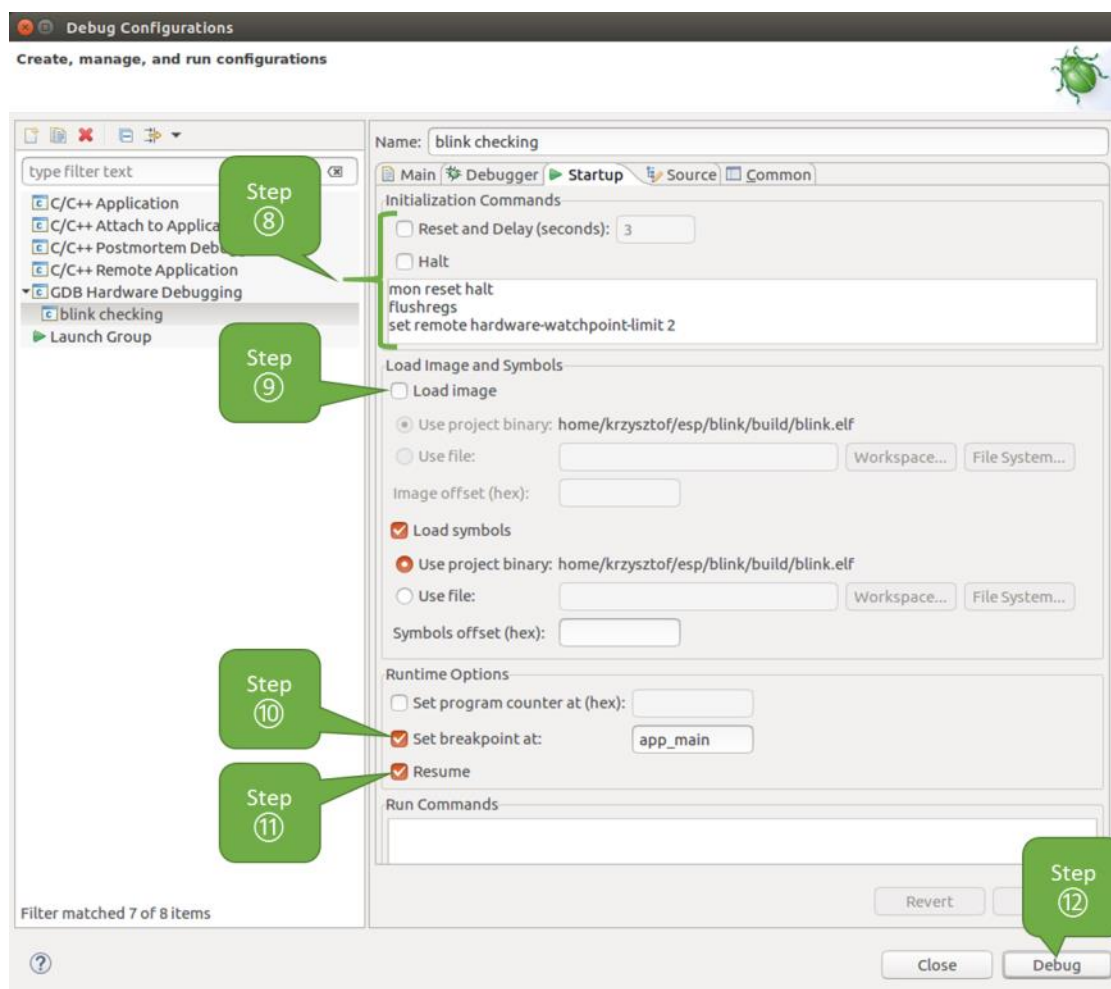 Debug Configurations
Create, manage, and run configurations
type filter text
C/C++ Application
C/C++ Attach to Applica
C/C++ Postmortem Deb
C/C++ Remote Application
GDB Hardware Debugging
blink checking
Launch Group
Filter matched 7 of 8 items
Name: blink checking
Main Debugger Startup Source Common
Initialization Commands
Reset and Delay (seconds): 3
Halt
mon reset halt
flushregs
set remote hardware-watchpoint-limit 2
Load Image and Symbols
Load image
Use project binary: home/krzysztof/esp/blink/build/blink.elf
Use file: Workspace... File System...
Image offset (hex):
Load symbols
Use project binary: home/krzysztof/esp/blink/build/blink.elf
Use file: Workspace... File System...
Symbols offset (hex):
Runtime Options
Set program counter at (hex):
Set breakpoint at: app_main
Resume
Run Commands
Revert
Close Debug
Step
⑧
Step
⑨
Step
⑩
Step
⑪
Step
⑫